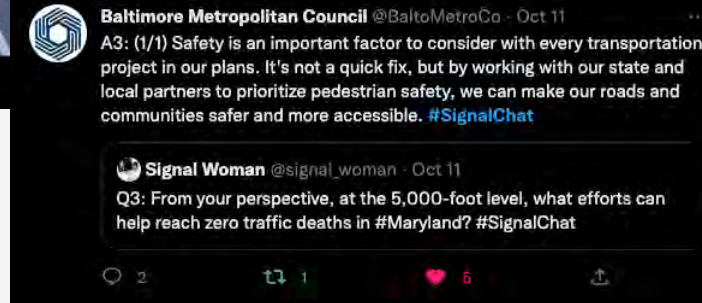 Baltimore Metropolitan Council @BaltoMetroCo · Oct 11
A3: (1/1) Safety is an important factor to consider with every transportation
project in our plans. It's not a quick fix, but by working with our state and
local partners to prioritize pedestrian safety, we can make our roads and
communities safer and more accessible. #SignalChat
Signal Woman @signal_woman · Oct 11
Q3: From your perspective, at the 5,000-foot level, what efforts can
help reach zero traffic deaths in #Maryland? #SignalChat
2 1 6